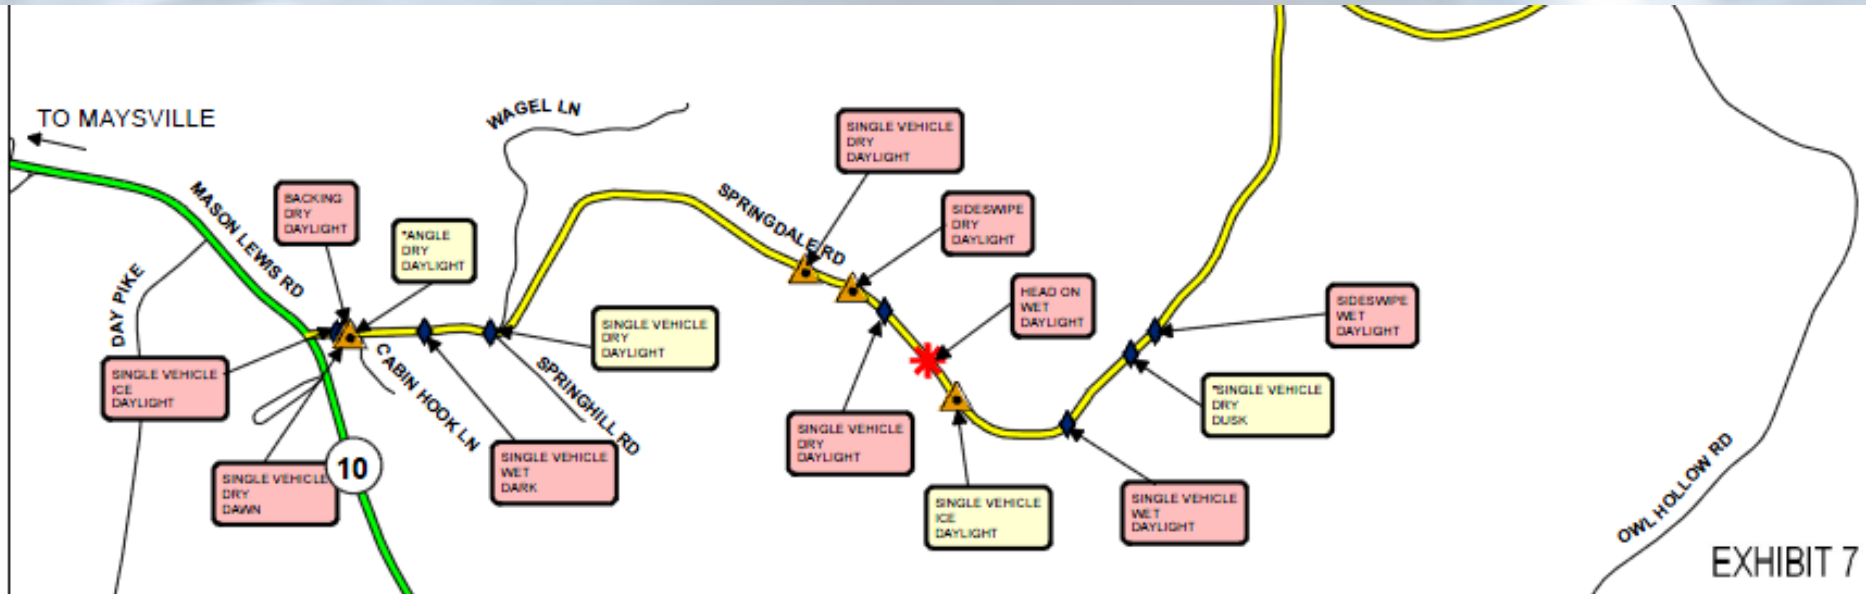 TO MAYSVILLE
WAGEL LN
SINGLE VEHICLE
DRY
DAYLIGHT
MASON LEWIS RD
BACKING
DRY
DAYLIGHT
*ANGLE
DRY
DAYLIGHT
SPRINGDALE RD
SIDESWIPE
DRY
DAYLIGHT
DAY PIKE
HEAD ON
WET
DAYLIGHT
SIDESWIPE
WET
DAYLIGHT
SINGLE VEHICLE
DRY
DAYLIGHT
SINGLE VEHICLE
ICE
DAYLIGHT
CABIN HOOK LN
SPRINGHILL RD
*SINGLE VEHICLE
DRY
DUSK
SINGLE VEHICLE
DRY
DAYLIGHT
SINGLE VEHICLE
DRY
DAWN
10
SINGLE VEHICLE
WET
DARK
SINGLE VEHICLE
ICE
DAYLIGHT
SINGLE VEHICLE
WET
DAYLIGHT
OWL HOLLOW RD
EXHIBIT 7